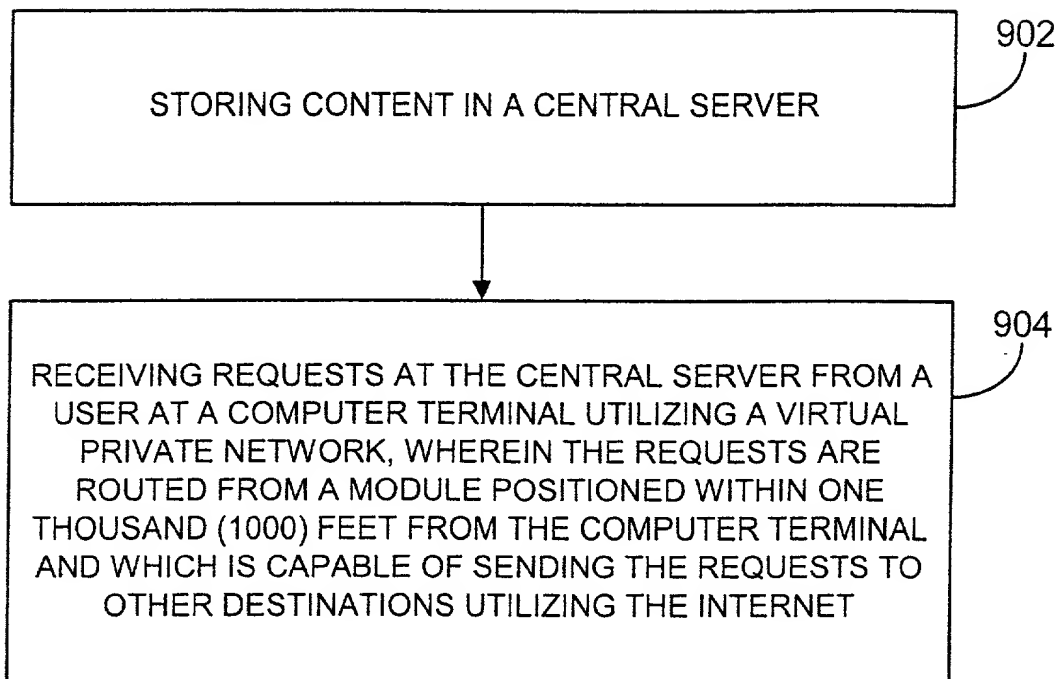 902
STORING CONTENT IN A CENTRAL SERVER
904
RECEIVING REQUESTS AT THE CENTRAL SERVER FROM A
USER AT A COMPUTER TERMINAL UTILIZING A VIRTUAL
PRIVATE NETWORK, WHEREIN THE REQUESTS ARE
ROUTED FROM A MODULE POSITIONED WITHIN ONE
THOUSAND (1000) FEET FROM THE COMPUTER TERMINAL
AND WHICH IS CAPABLE OF SENDING THE REQUESTS TO
OTHER DESTINATIONS UTILIZING THE INTERNET